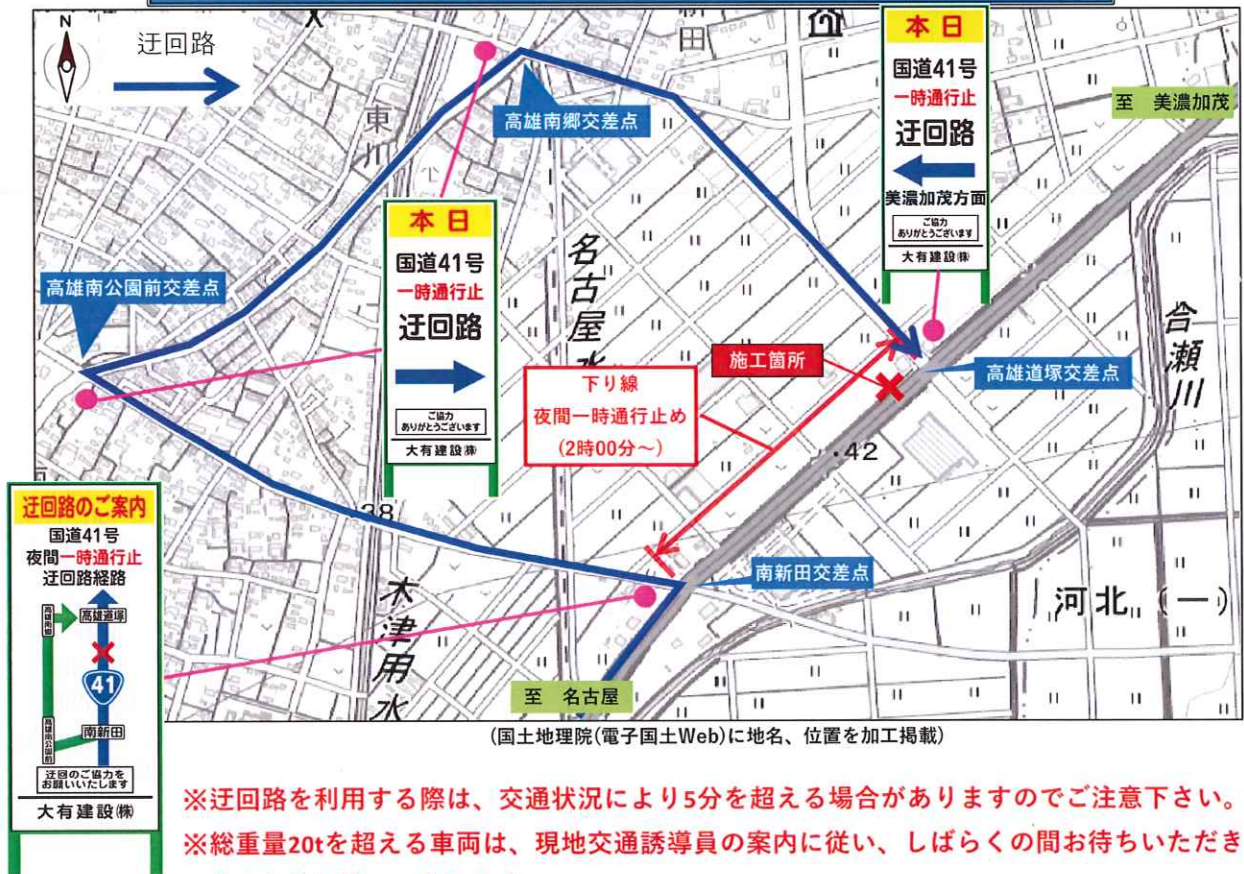 N
迂回路
高雄南郷交差点
東
川
新
田
本日
国道41号
一時通行止
迂回路
美濃加茂方面
ご協力
ありがとうございます
大有建設㈱
至 美濃加茂
高雄南公園前交差点
本日
国道41号
一時通行止
迂回路
ご協力
ありがとうございます
大有建設㈱
名古屋水
施工箇所
下り線
夜間一時通行止め
(2時00分～)
高雄道塚交差点
合瀬川
・42
38
南新田交差点
河北(一)
木津用水
至 名古屋
迂回路のご案内
国道41号
夜間一時通行止
迂回路経路
高雄南郷
高雄道塚
41
高雄南公園前
南新田
迂回のご協力を
お願いいたします
大有建設㈱
(国土地理院(電子国土Web)に地名、位置を加工掲載)
※迂回路を利用する際は、交通状況により5分を超える場合がありますのでご注意下さい。
※総重量20tを超える車両は、現地交通誘導員の案内に従い、しばらくの間お待ちいただき